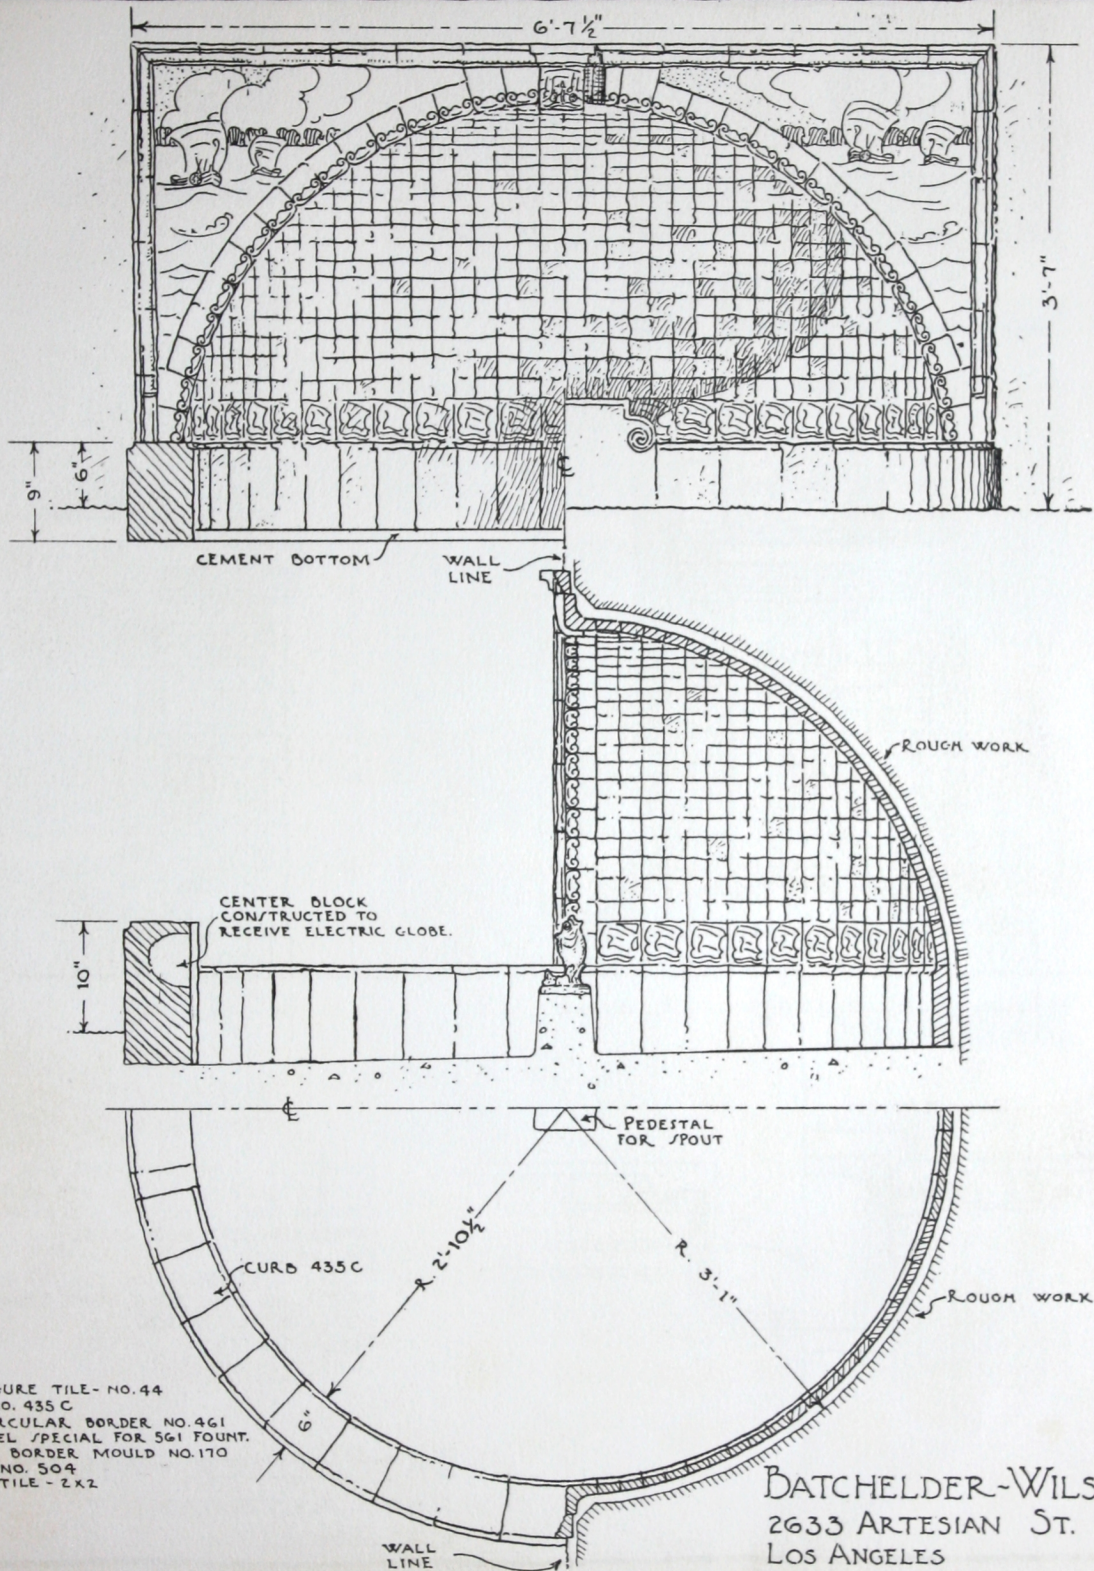 6'-7½"
3'-7"
9"
6"
℄
CEMENT BOTTOM
WALL
LINE
ROUGH WORK
CENTER BLOCK
CONSTRUCTED TO
RECEIVE ELECTRIC GLOBE.
10"
℄
PEDESTAL
FOR SPOUT
R. 2'-10½"
R. 3'-1"
CURB 435C
ROUGH WORK
6"
URE TILE- NO. 44
O. 435 C
RCULAR BORDER NO. 461
EL SPECIAL FOR 561 FOUNT.
BORDER MOULD NO. 170
NO. 504
TILE - 2x2
WALL
LINE
BATCHELDER-WILS
2633 ARTESIAN ST.
LOS ANGELES